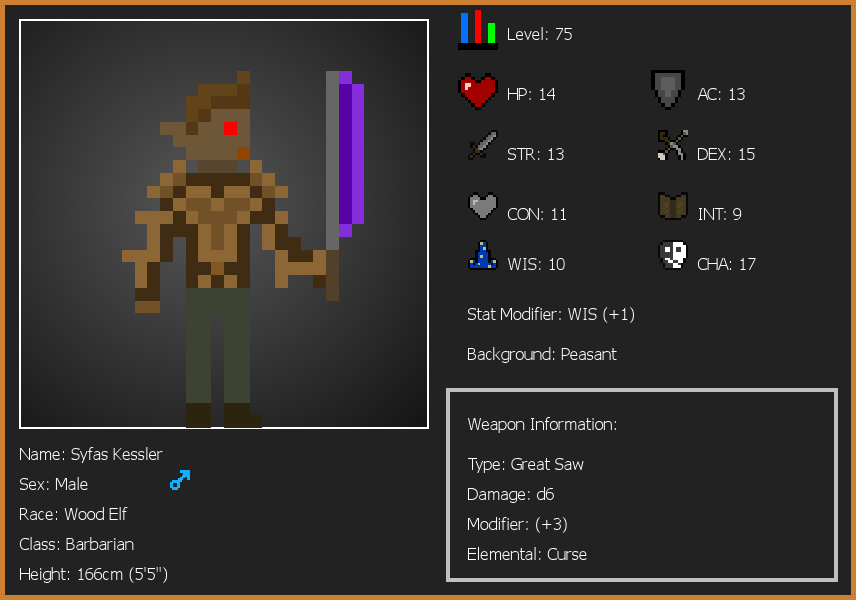 Level: 75
HP: 14
AC: 13
STR: 13
DEX: 15
CON: 11
INT: 9
WIS: 10
CHA: 17
Stat Modifier: WIS (+1)
Background: Peasant
Weapon Information:
Type: Great Saw
Damage: d6
Modifier: (+3)
Elemental: Curse
Name: Syfas Kessler
Sex: Male
Race: Wood Elf
Class: Barbarian
Height: 166cm (5'5")